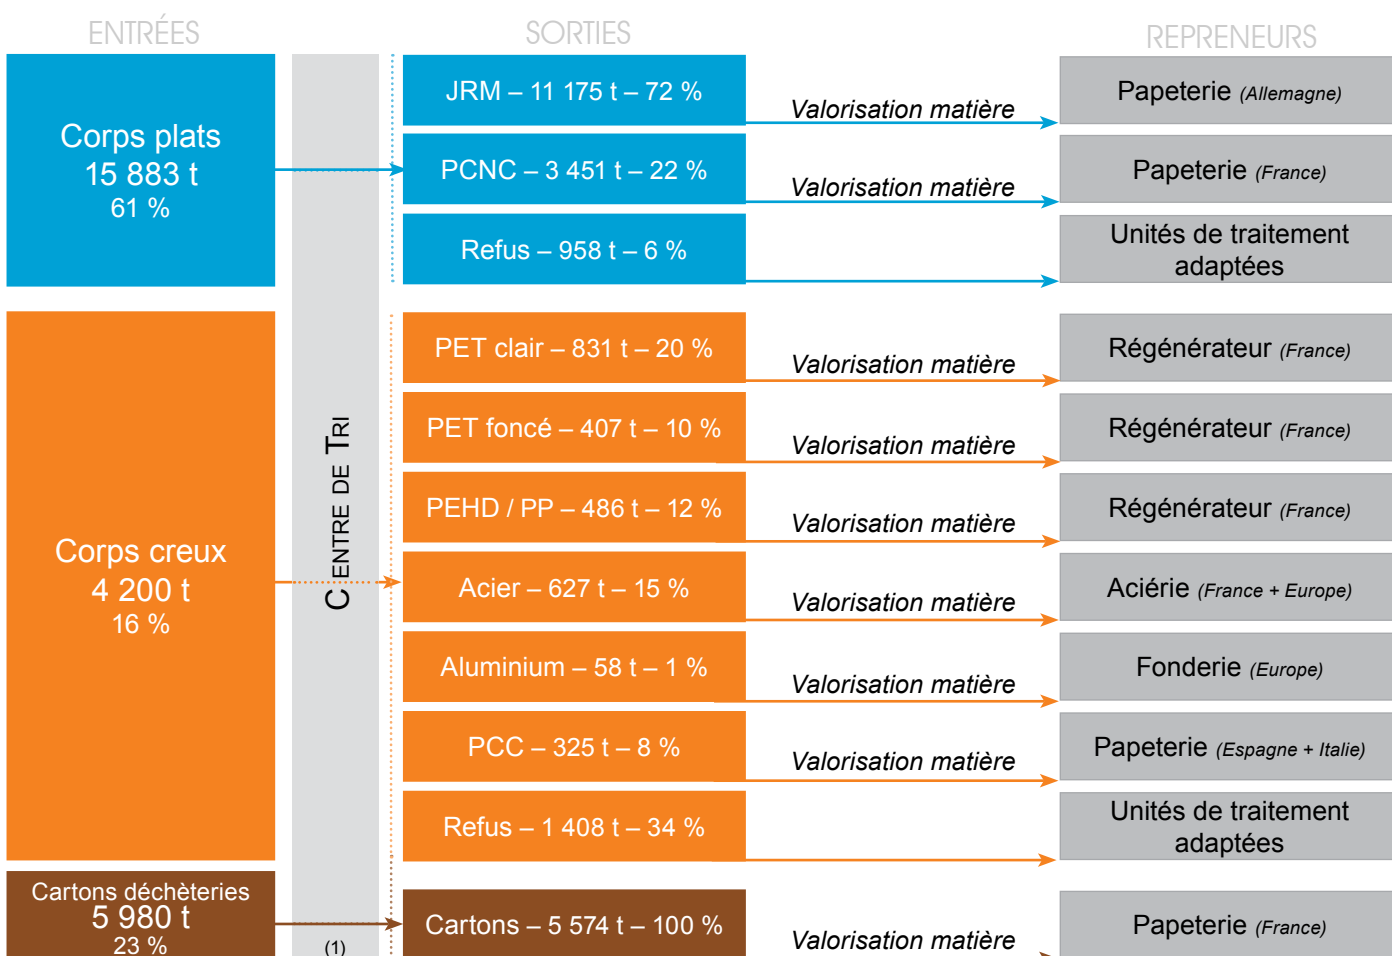 ENTRÉES
SORTIES
REPRENEURS
Corps plats
15 883 t
61 %
JRM – 11 175 t – 72 %
Valorisation matière
Papeterie (Allemagne)
PCNC – 3 451 t – 22 %
Valorisation matière
Papeterie (France)
Refus – 958 t – 6 %
Unités de traitement
adaptées
Corps creux
4 200 t
16 %
CENTRE DE TRI
PET clair – 831 t – 20 %
Valorisation matière
Régénérateur (France)
PET foncé – 407 t – 10 %
Valorisation matière
Régénérateur (France)
PEHD / PP – 486 t – 12 %
Valorisation matière
Régénérateur (France)
Acier – 627 t – 15 %
Valorisation matière
Aciérie (France + Europe)
Aluminium – 58 t – 1 %
Valorisation matière
Fonderie (Europe)
PCC – 325 t – 8 %
Valorisation matière
Papeterie (Espagne + Italie)
Refus – 1 408 t – 34 %
Unités de traitement
adaptées
Cartons déchèteries
5 980 t
23 %
(1)
Cartons – 5 574 t – 100 %
Valorisation matière
Papeterie (France)